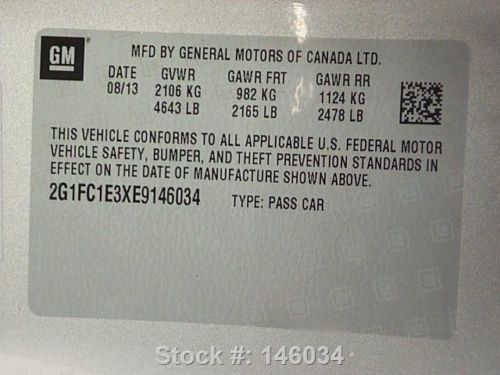 GM
MFD BY GENERAL MOTORS OF CANADA LTD.
DATE GVWR GAWR FRT GAWR RR
08/13 2106 KG 982 KG 1124 KG
4643 LB 2165 LB 2478 LB
THIS VEHICLE CONFORMS TO ALL APPLICABLE U.S. FEDERAL MOTOR
VEHICLE SAFETY, BUMPER, AND THEFT PREVENTION STANDARDS IN
EFFECT ON THE DATE OF MANUFACTURE SHOWN ABOVE.
2G1FC1E3XE9146034 TYPE: PASS CAR
Stock #: 146034